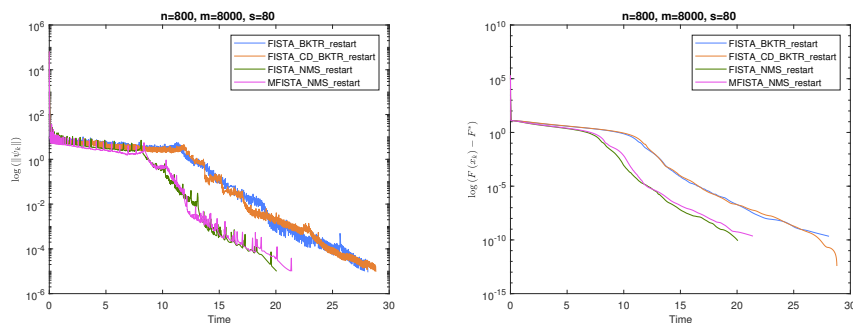 n=800, m=8000, s=80
log (‖ψ_k‖)
10^6
10^4
10^2
10^0
10^-2
10^-4
10^-6
FISTA_BKTR_restart
FISTA_CD_BKTR_restart
FISTA_NMS_restart
MFISTA_NMS_restart
0 5 10 15 20 25 30
Time
n=800, m=8000, s=80
log (F (x_k) − F*)
10^10
10^5
10^0
10^-5
10^-10
10^-15
FISTA_BKTR_restart
FISTA_CD_BKTR_restart
FISTA_NMS_restart
MFISTA_NMS_restart
0 5 10 15 20 25 30
Time